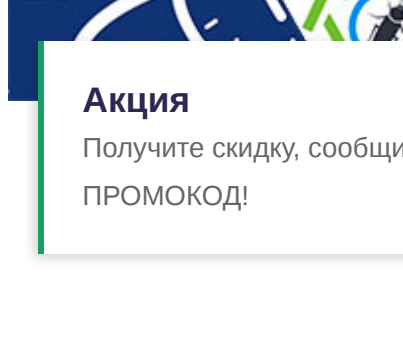 Акция
Получите скидку, сообщи
ПРОМОКОД!